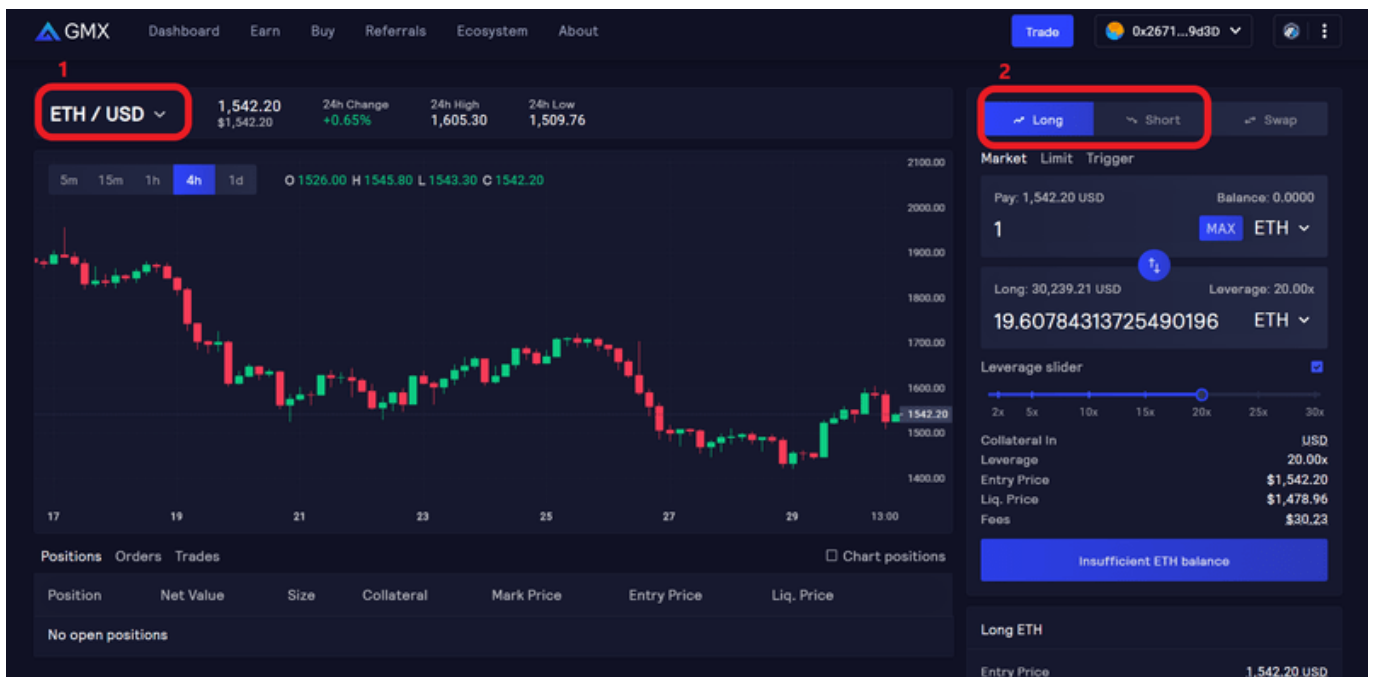 GMX Dashboard Earn Buy Referrals Ecosystem About Trade 0x2671...9d3D
1
2
ETH / USD
1,542.20
$1,542.20
24h Change
+0.65%
24h High
1,605.30
24h Low
1,509.76
5m 15m 1h 4h 1d
O 1526.00 H 1545.80 L 1543.30 C 1542.20
2100.00
2000.00
1900.00
1800.00
1700.00
1600.00
1542.20
1500.00
1400.00
17 19 21 23 25 27 29 13:00
Positions Orders Trades
Chart positions
Position Net Value Size Collateral Mark Price Entry Price Liq. Price
No open positions
Long Short Swap
Market Limit Trigger
Pay: 1,542.20 USD Balance: 0.0000
1 MAX ETH
Long: 30,239.21 USD Leverage: 20.00x
19.60784313725490196 ETH
Leverage slider
2x 5x 10x 15x 20x 25x 30x
Collateral In USD
Leverage 20.00x
Entry Price $1,542.20
Liq. Price $1,478.96
Fees $30.23
Insufficient ETH balance
Long ETH
Entry Price 1,542.20 USD